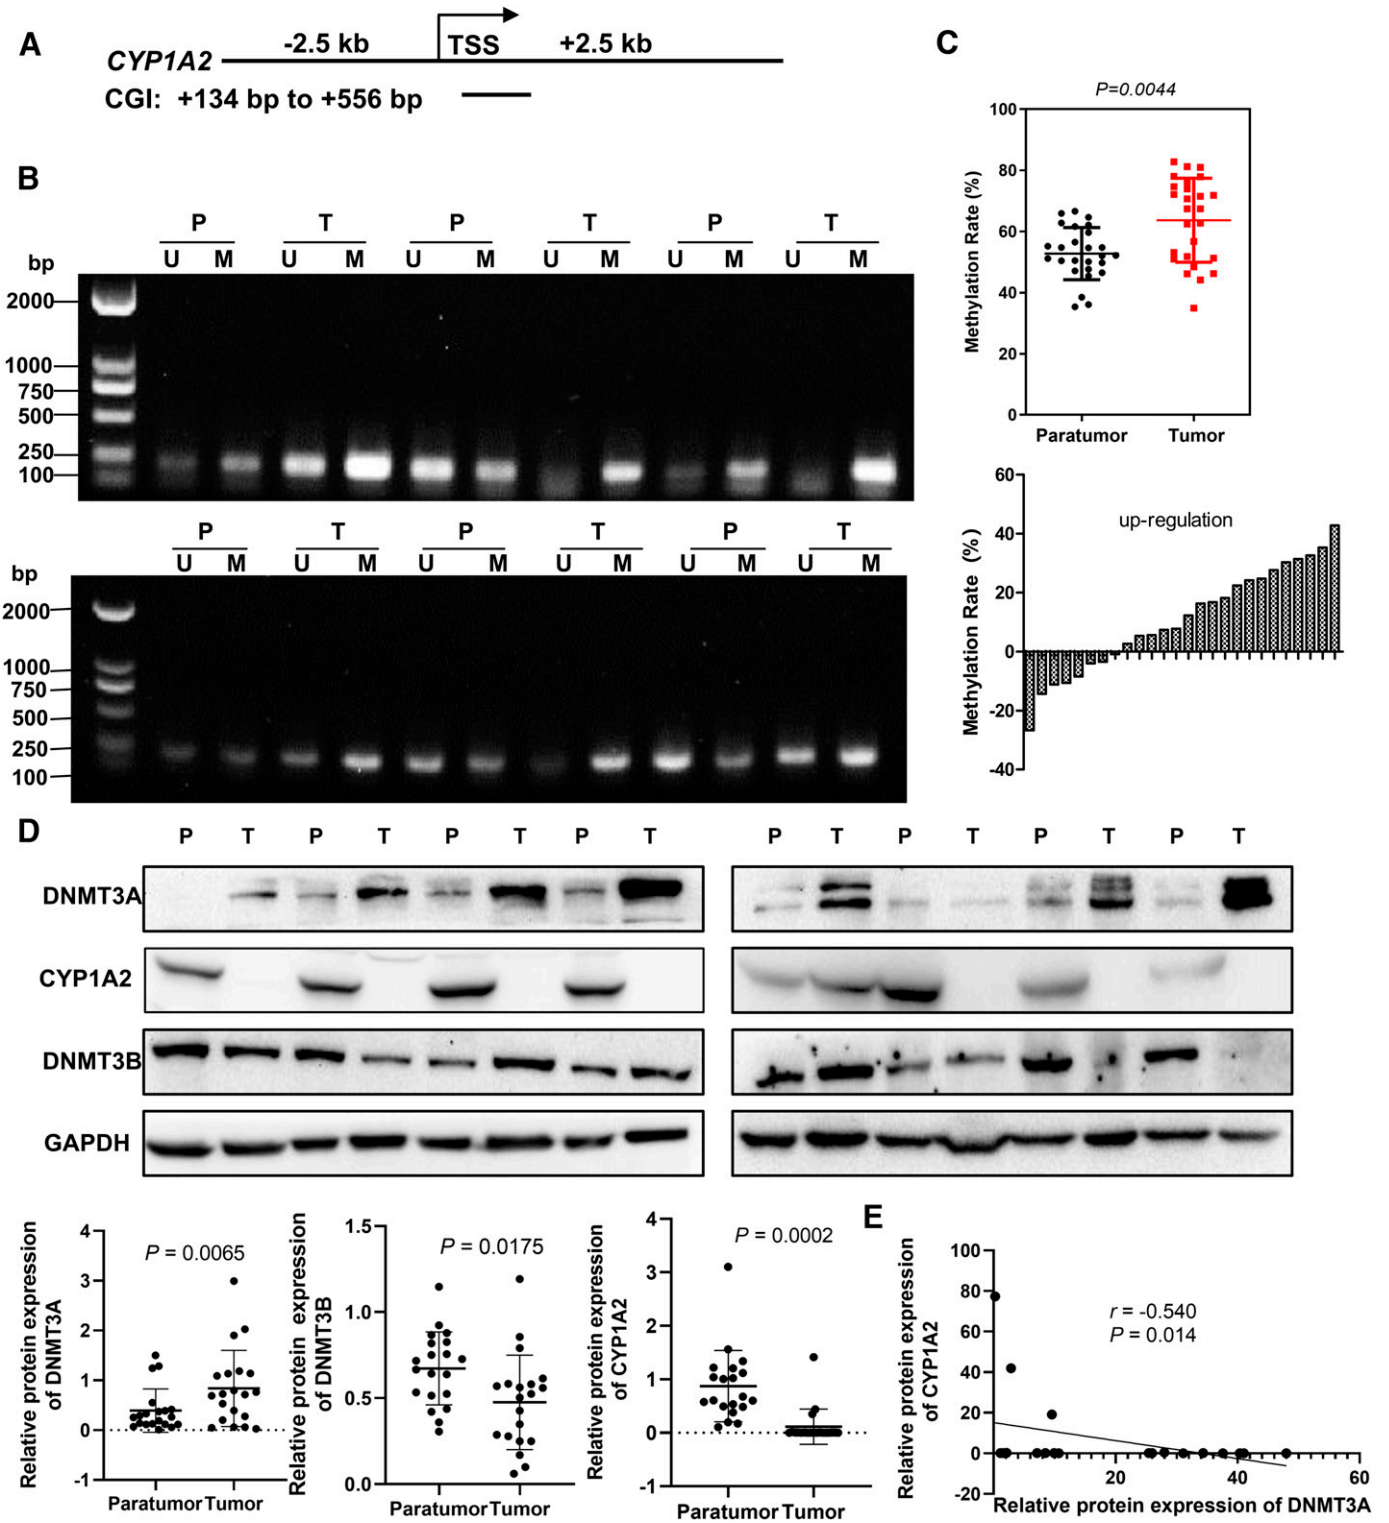 A
CYP1A2
-2.5 kb
TSS
+2.5 kb
CGI: +134 bp to +556 bp
B
P T P T P T
U M U M U M U M U M U M
bp
2000
1000
750
500
250
100
P T P T P T
U M U M U M U M U M U M
bp
2000
1000
750
500
250
100
C
P=0.0044
Methylation Rate (%)
100
80
60
40
20
0
Paratumor Tumor
Methylation Rate (%)
up-regulation
60
40
20
0
-20
-40
D
P T P T P T P T P T P T P T P T
DNMT3A
CYP1A2
DNMT3B
GAPDH
Relative protein expression
of DNMT3A
P = 0.0065
4
3
2
1
0
-1
Paratumor Tumor
Relative protein expression
of DNMT3B
P = 0.0175
1.5
1.0
0.5
0.0
Paratumor Tumor
Relative protein expression
of CYP1A2
P = 0.0002
4
3
2
1
0
-1
Paratumor Tumor
E
Relative protein expression
of CYP1A2
r = -0.540
P = 0.014
100
80
60
40
20
0
-20
20 40 60
Relative protein expression of DNMT3A